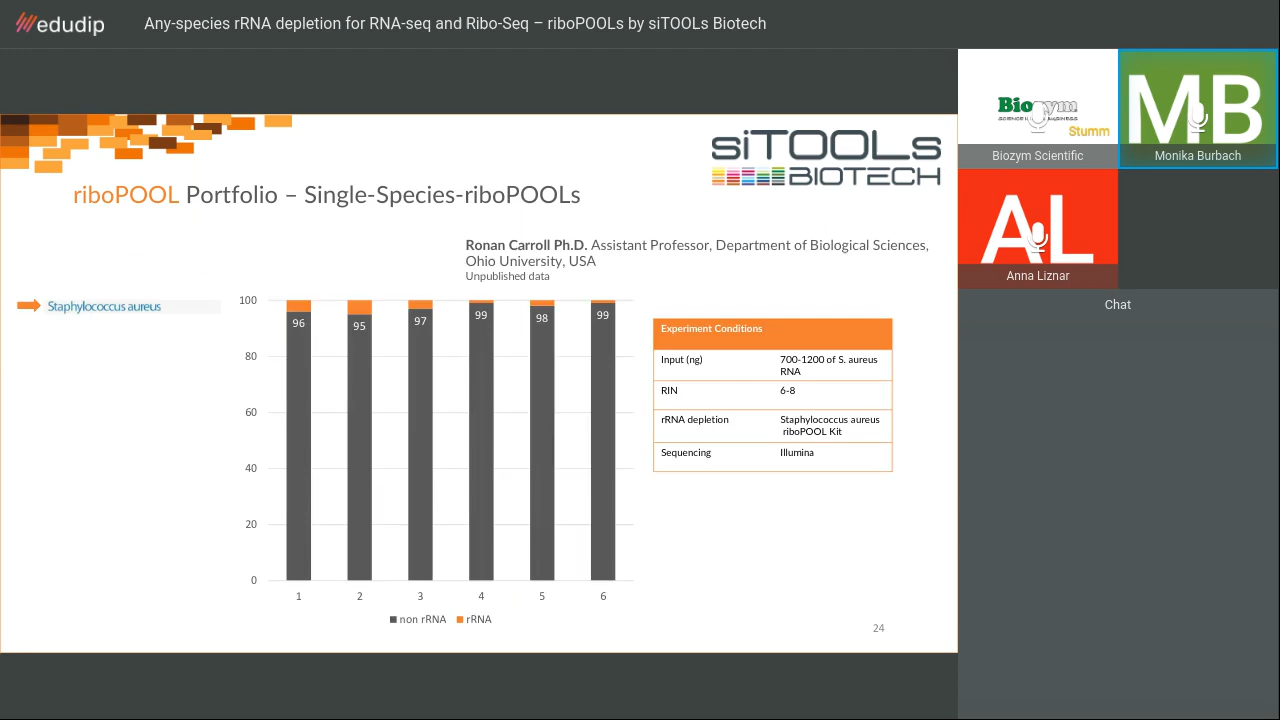 edudip
Any-species rRNA depletion for RNA-seq and Ribo-Seq – riboPOOLs by siTOOLs Biotech
siTOOLs
BIOTECH
riboPOOL Portfolio – Single-Species-riboPOOLs
Ronan Carroll Ph.D. Assistant Professor, Department of Biological Sciences,
Ohio University, USA
Unpublished data
Staphylococcus aureus
100
80
60
40
20
0
96
95
97
99
98
99
1
2
3
4
5
6
non rRNA
rRNA
Experiment Conditions
Input (ng)
700-1200 of S. aureus
RNA
RIN
6-8
rRNA depletion
Staphylococcus aureus
riboPOOL Kit
Sequencing
Illumina
24
Stumm
Biozym Scientific
MB
Monika Burbach
AL
Anna Liznar
Chat